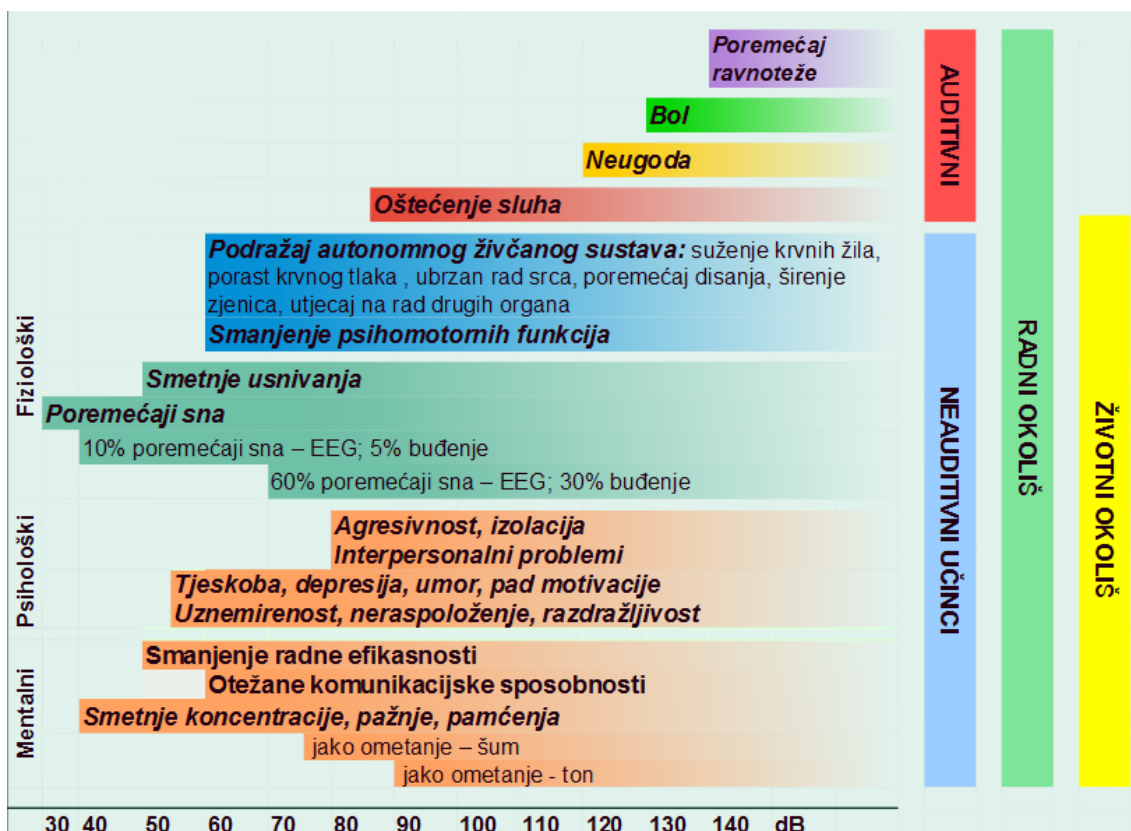 Poremećaj
ravnoteže
Bol
Neugoda
Oštećenje sluha
Podražaj autonomnog živčanog sustava: suženje krvnih žila,
porast krvnog tlaka , ubrzan rad srca, poremećaj disanja, širenje
zjenica, utjecaj na rad drugih organa
Smanjenje psihomotornih funkcija
Smetnje usnivanja
Poremećaji sna
10% poremećaji sna – EEG; 5% buđenje
60% poremećaji sna – EEG; 30% buđenje
Agresivnost, izolacija
Interpersonalni problemi
Tjeskoba, depresija, umor, pad motivacije
Uznemirenost, neraspoloženje, razdražljivost
Smanjenje radne efikasnosti
Otežane komunikacijske sposobnosti
Smetnje koncentracije, pažnje, pamćenja
jako ometanje – šum
jako ometanje - ton
Fiziološki
Psihološki
Mentalni
AUDITIVNI
NEAUDITIVNI UČINCI
RADNI OKOLIŠ
ŽIVOTNI OKOLIŠ
30 40 50 60 70 80 90 100 110 120 130 140 dB